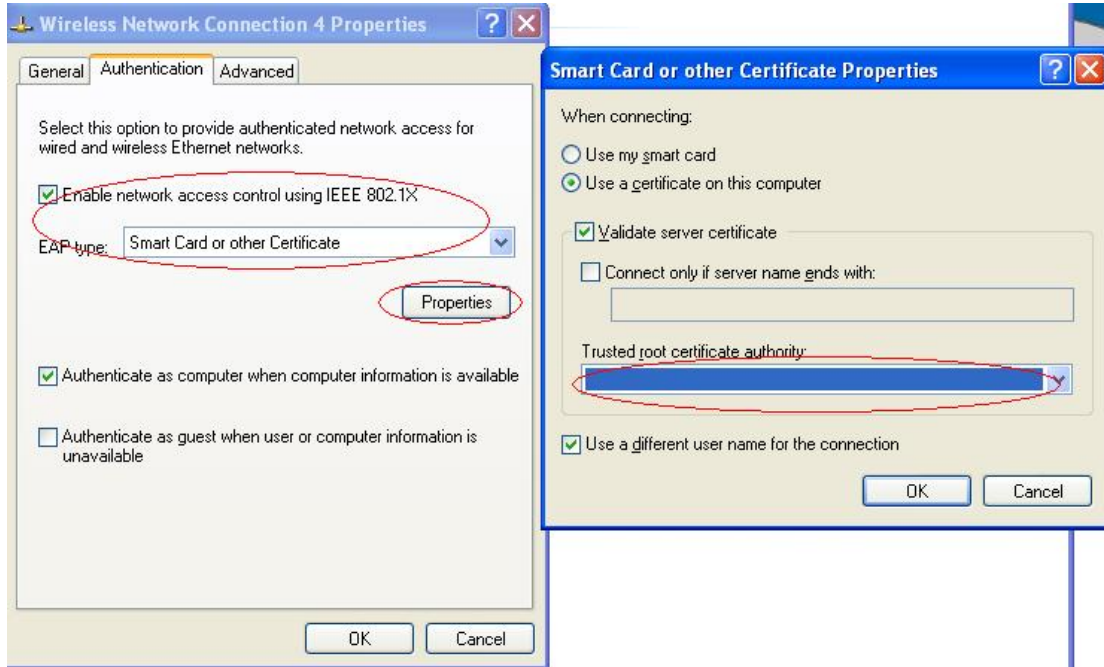 Wireless Network Connection 4 Properties
General Authentication Advanced
Select this option to provide authenticated network access for
wired and wireless Ethernet networks.
Enable network access control using IEEE 802.1X
EAP type: Smart Card or other Certificate
Properties
Authenticate as computer when computer information is available
Authenticate as guest when user or computer information is
unavailable
OK Cancel
Smart Card or other Certificate Properties
When connecting:
Use my smart card
Use a certificate on this computer
Validate server certificate
Connect only if server name ends with:
Trusted root certificate authority:
Use a different user name for the connection
OK Cancel